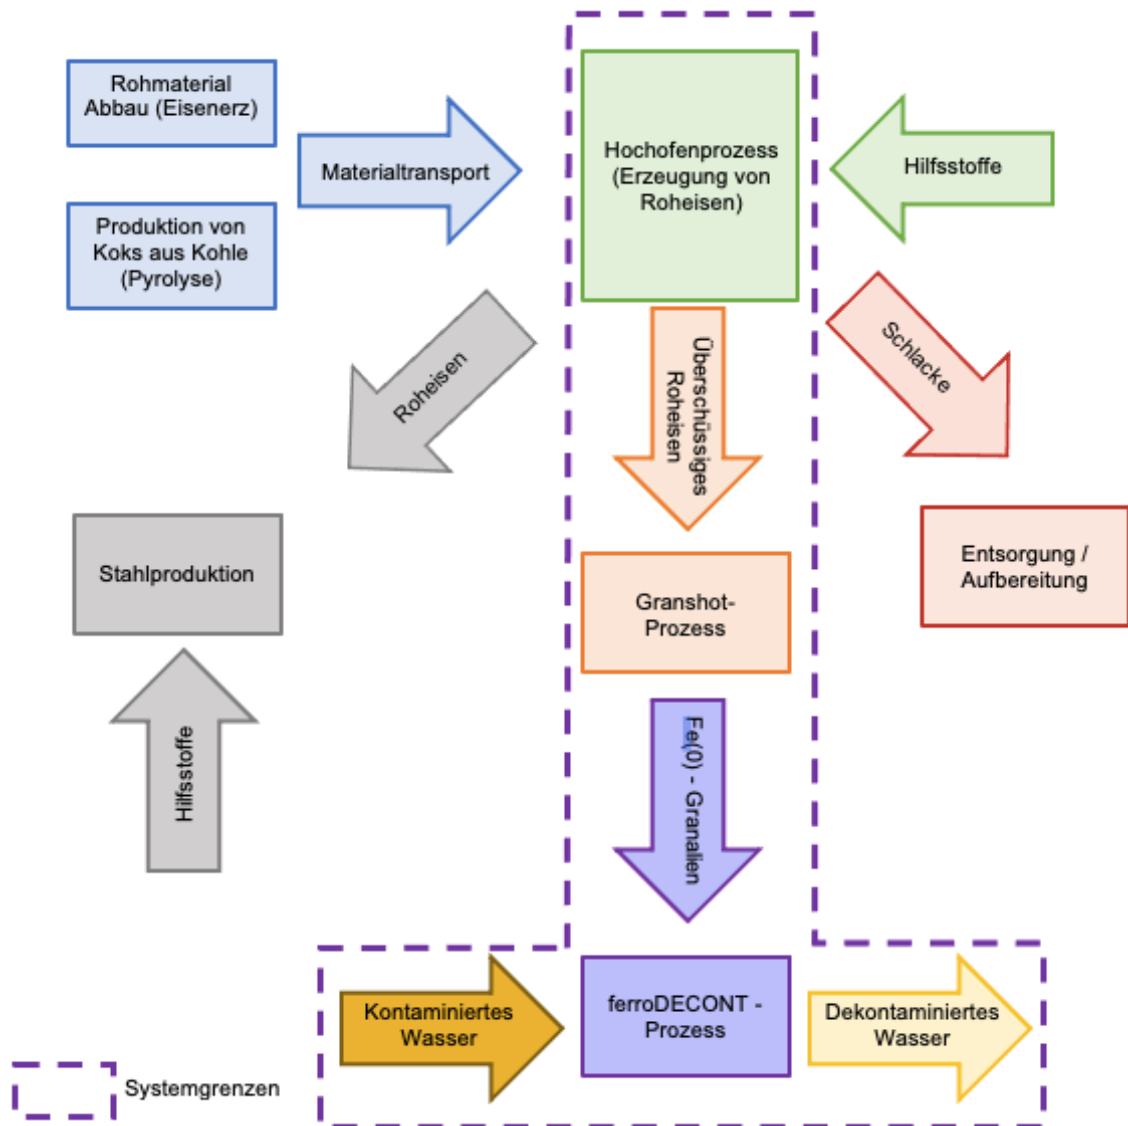 Rohmaterial
Abbau (Eisenerz)
Materialtransport
Produktion von
Koks aus Kohle
(Pyrolyse)
Hochofenprozess
(Erzeugung von
Roheisen)
Hilfsstoffe
Roheisen
Überschüssiges
Roheisen
Schlacke
Stahlproduktion
Granshot-
Prozess
Entsorgung /
Aufbereitung
Hilfsstoffe
Fe(0) - Granalien
Kontaminiertes
Wasser
ferroDECONT -
Prozess
Dekontaminiertes
Wasser
Systemgrenzen